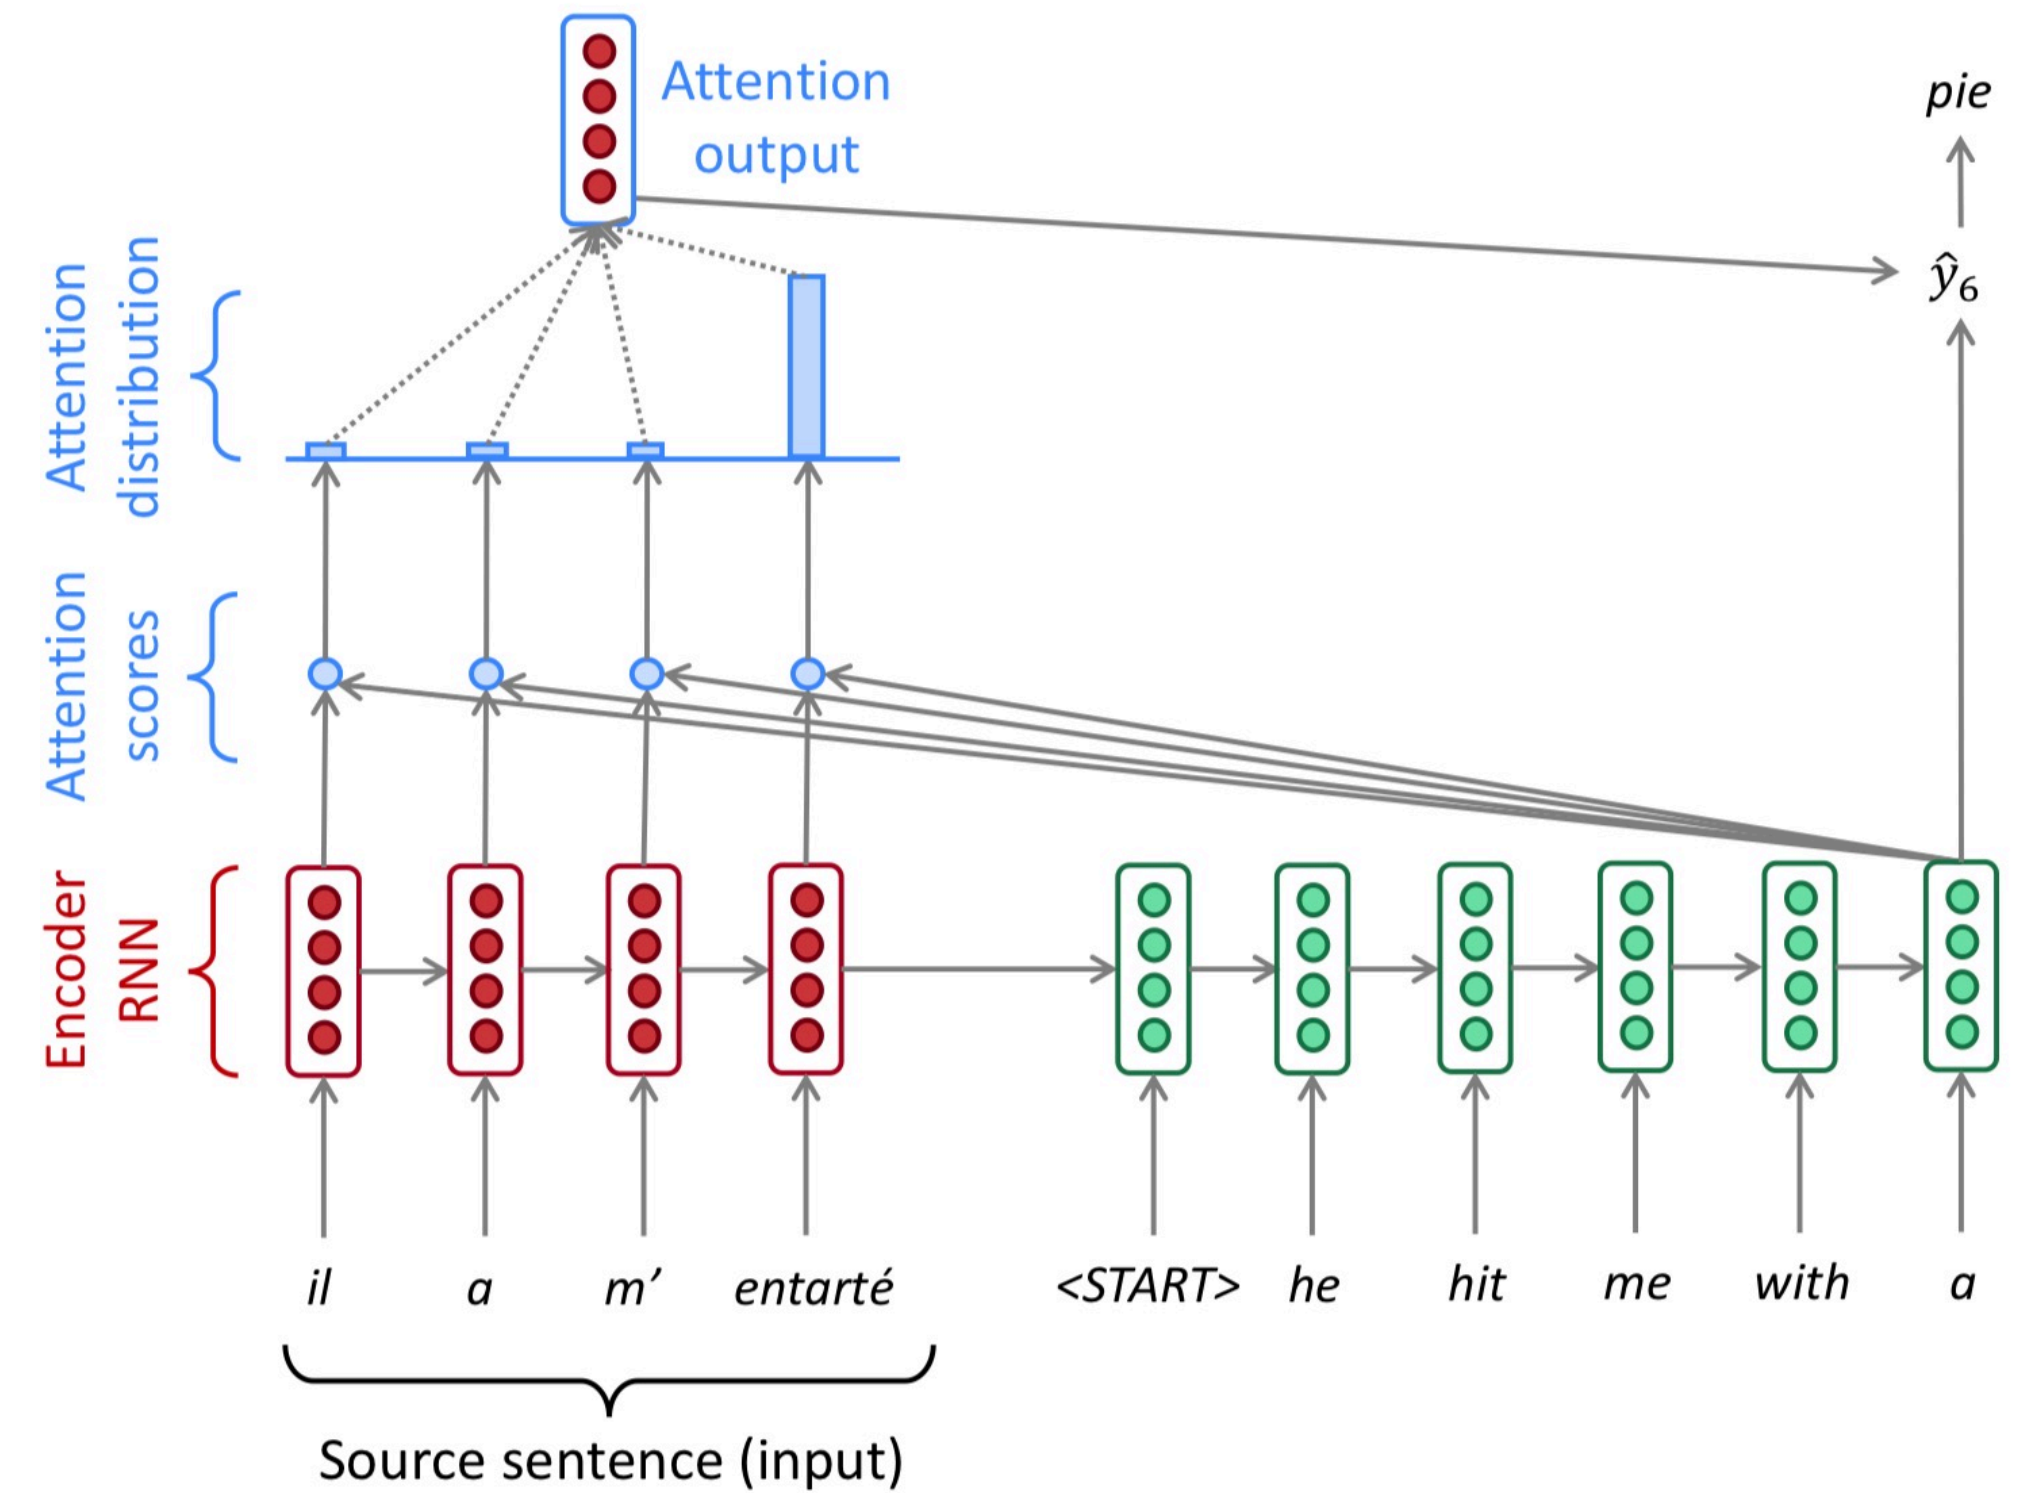 Attention
output
pie
ŷ₆
Attention
distribution
Attention
scores
Encoder
RNN
il a m’ entarté <START> he hit me with a
Source sentence (input)